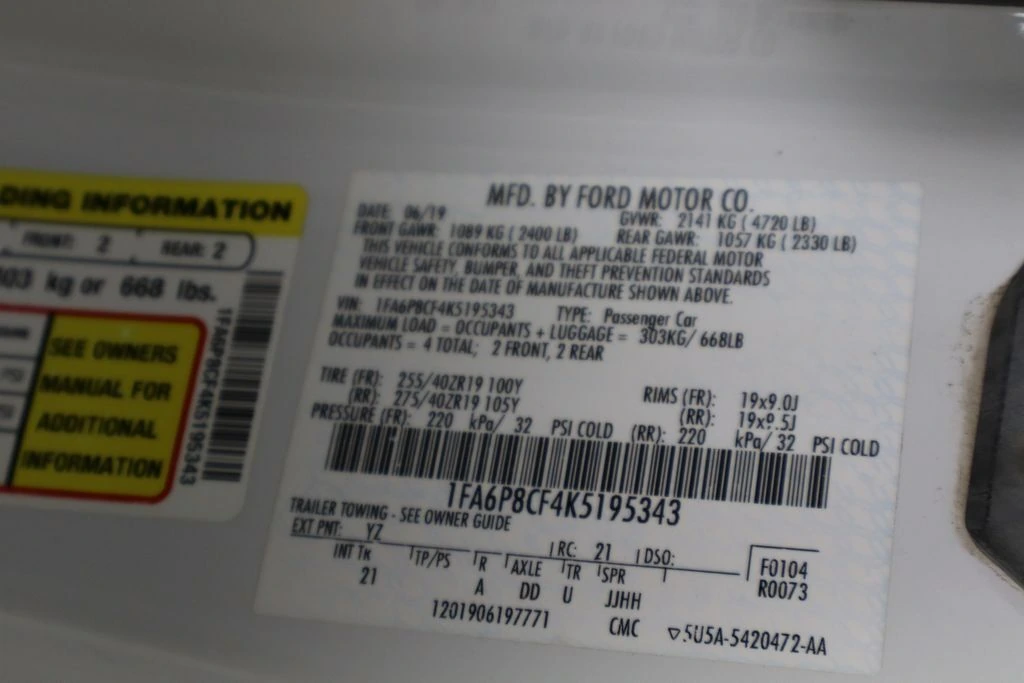 DING INFORMATION
FRONT: 2 REAR: 2
303 kg or 668 lbs.
SEE OWNERS
MANUAL FOR
ADDITIONAL
INFORMATION
1FA6P8CF4K5195343
MFD. BY FORD MOTOR CO.
DATE: 06/19 GVWR: 2141 KG ( 4720 LB)
FRONT GAWR: 1089 KG ( 2400 LB) REAR GAWR: 1057 KG ( 2330 LB)
THIS VEHICLE CONFORMS TO ALL APPLICABLE FEDERAL MOTOR
VEHICLE SAFETY, BUMPER, AND THEFT PREVENTION STANDARDS
IN EFFECT ON THE DATE OF MANUFACTURE SHOWN ABOVE.
VIN: 1FA6P8CF4K5195343 TYPE: Passenger Car
MAXIMUM LOAD = OCCUPANTS + LUGGAGE = 303KG/ 668LB
OCCUPANTS = 4 TOTAL; 2 FRONT, 2 REAR
TIRE (FR): 255/40ZR19 100Y RIMS (FR): 19x9.0J
(RR): 275/40ZR19 105Y (RR): 19x9.5J
PRESSURE (FR): 220 kPa/ 32 PSI COLD (RR): 220 kPa/ 32 PSI COLD
1FA6P8CF4K5195343
TRAILER TOWING - SEE OWNER GUIDE
EXT PNT: YZ RC: 21 DSO:
INT TR TP/PS R AXLE TR SPR F0104
21 A DD U JJHH R0073
1201906197771 CMC ▽5U5A-5420472-AA